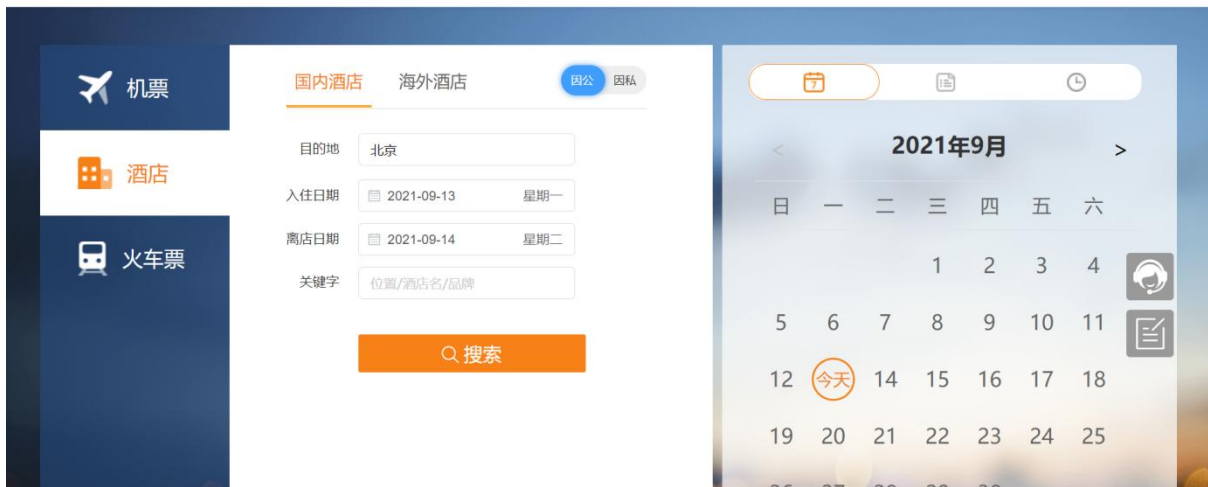 机票
酒店
火车票
国内酒店 海外酒店 因公 因私
目的地 北京
入住日期 2021-09-13 星期一
离店日期 2021-09-14 星期二
关键字 位置/酒店名/品牌
搜索
7
< 2021年9月 >
日 一 二 三 四 五 六
1 2 3 4
5 6 7 8 9 10 11
12 今天 14 15 16 17 18
19 20 21 22 23 24 25